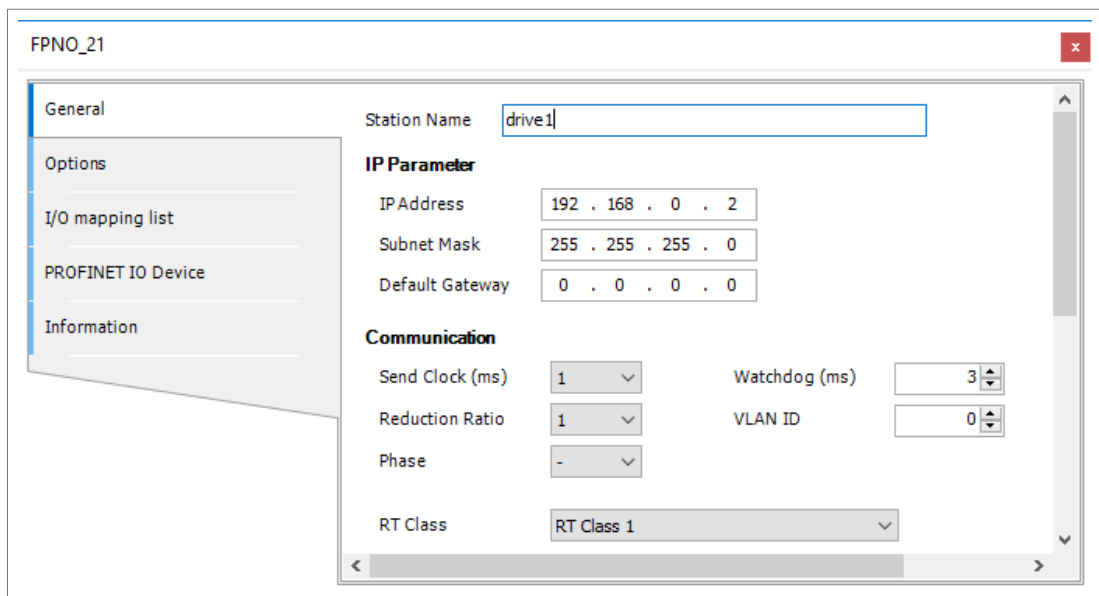 FPNO_21
x
General
Options
I/O mapping list
PROFINET IO Device
Information
Station Name drive1
IP Parameter
IP Address 192 . 168 . 0 . 2
Subnet Mask 255 . 255 . 255 . 0
Default Gateway 0 . 0 . 0 . 0
Communication
Send Clock (ms) 1 Watchdog (ms) 3
Reduction Ratio 1 VLAN ID 0
Phase -
RT Class RT Class 1